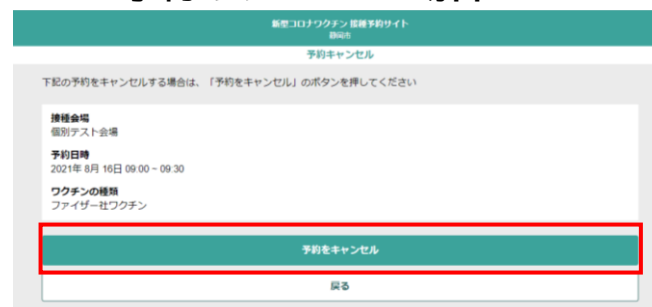 新型コロナワクチン 接種予約サイト
静岡市
予約キャンセル
下記の予約をキャンセルする場合は、「予約をキャンセル」のボタンを押してください
接種会場
個別テスト会場
予約日時
2021年 8月 16日 09:00 ~ 09:30
ワクチンの種類
ファイザー社ワクチン
予約をキャンセル
戻る